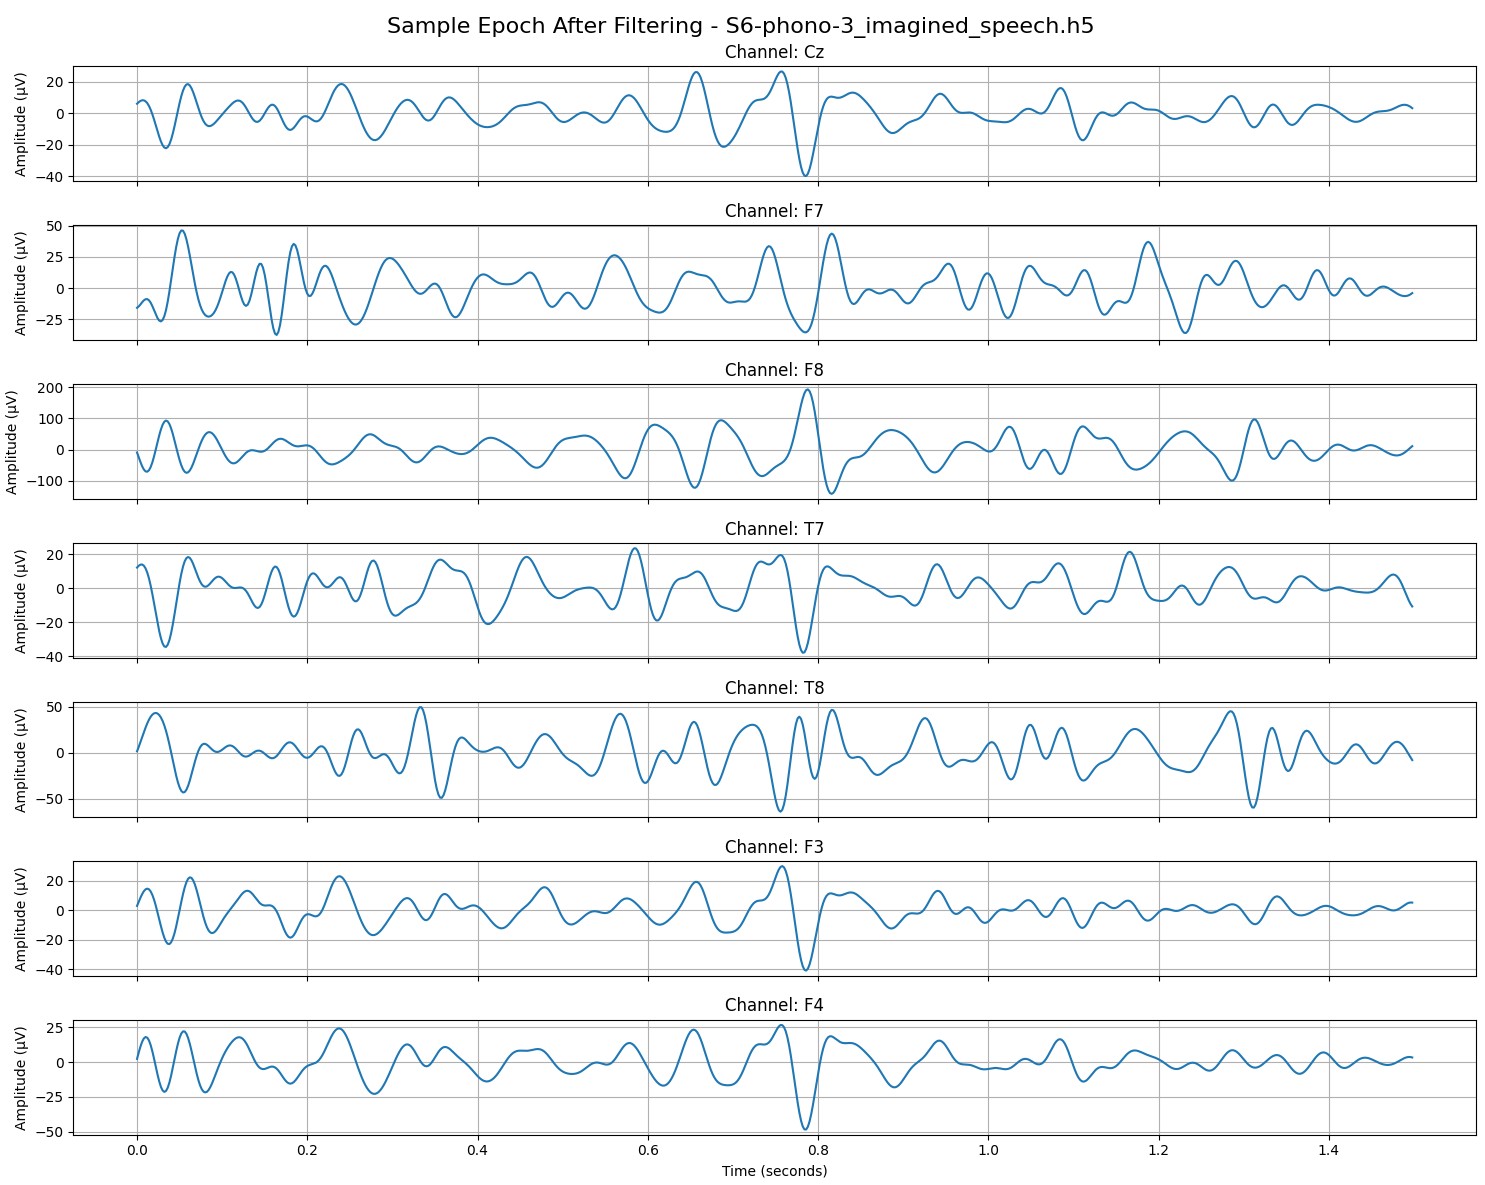 Sample Epoch After Filtering - S6-phono-3_imagined_speech.h5
Channel: Cz
Amplitude (µV)
20
0
−20
−40
Channel: F7
Amplitude (µV)
50
25
0
−25
Channel: F8
Amplitude (µV)
200
100
0
−100
Channel: T7
Amplitude (µV)
20
0
−20
−40
Channel: T8
Amplitude (µV)
50
0
−50
Channel: F3
Amplitude (µV)
20
0
−20
−40
Channel: F4
Amplitude (µV)
25
0
−25
−50
0.0 0.2 0.4 0.6 0.8 1.0 1.2 1.4
Time (seconds)